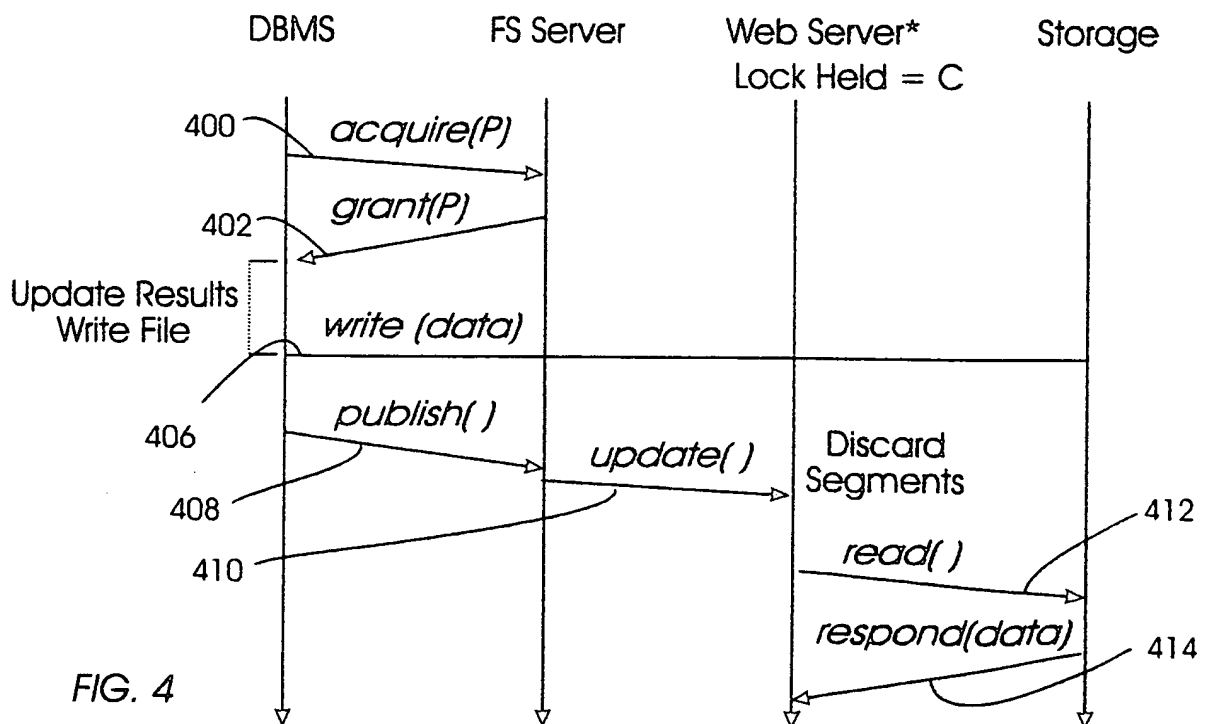 DBMS FS Server Web Server* Storage
Lock Held = C
400 acquire(P)
402 grant(P)
Update Results
Write File
write (data)
406 publish( )
408 update( ) Discard
Segments
410 read( ) 412
respond(data)
414
FIG. 4